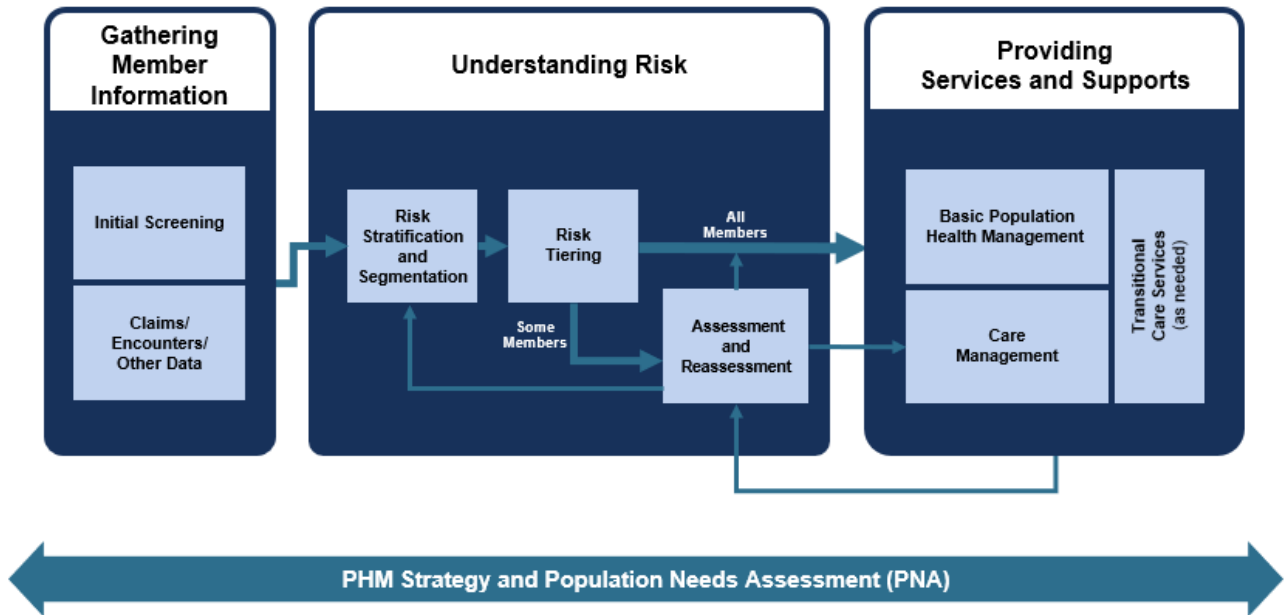 Gathering
Member
Information
Initial Screening
Claims/
Encounters/
Other Data
Understanding Risk
Risk
Stratification
and
Segmentation
Risk
Tiering
All
Members
Some
Members
Assessment
and
Reassessment
Providing
Services and Supports
Basic Population
Health Management
Care
Management
Transitional
Care Services
(as needed)
PHM Strategy and Population Needs Assessment (PNA)